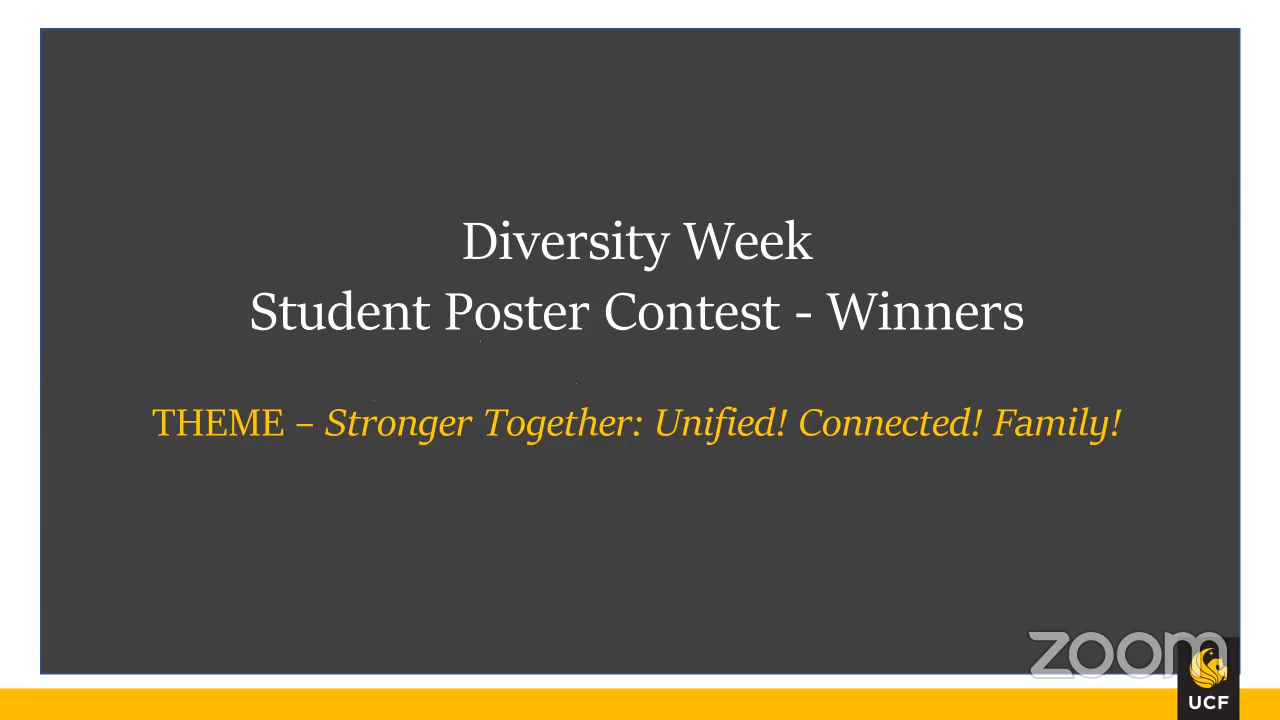 Diversity Week
Student Poster Contest - Winners
THEME – Stronger Together: Unified! Connected! Family!
zoom
UCF